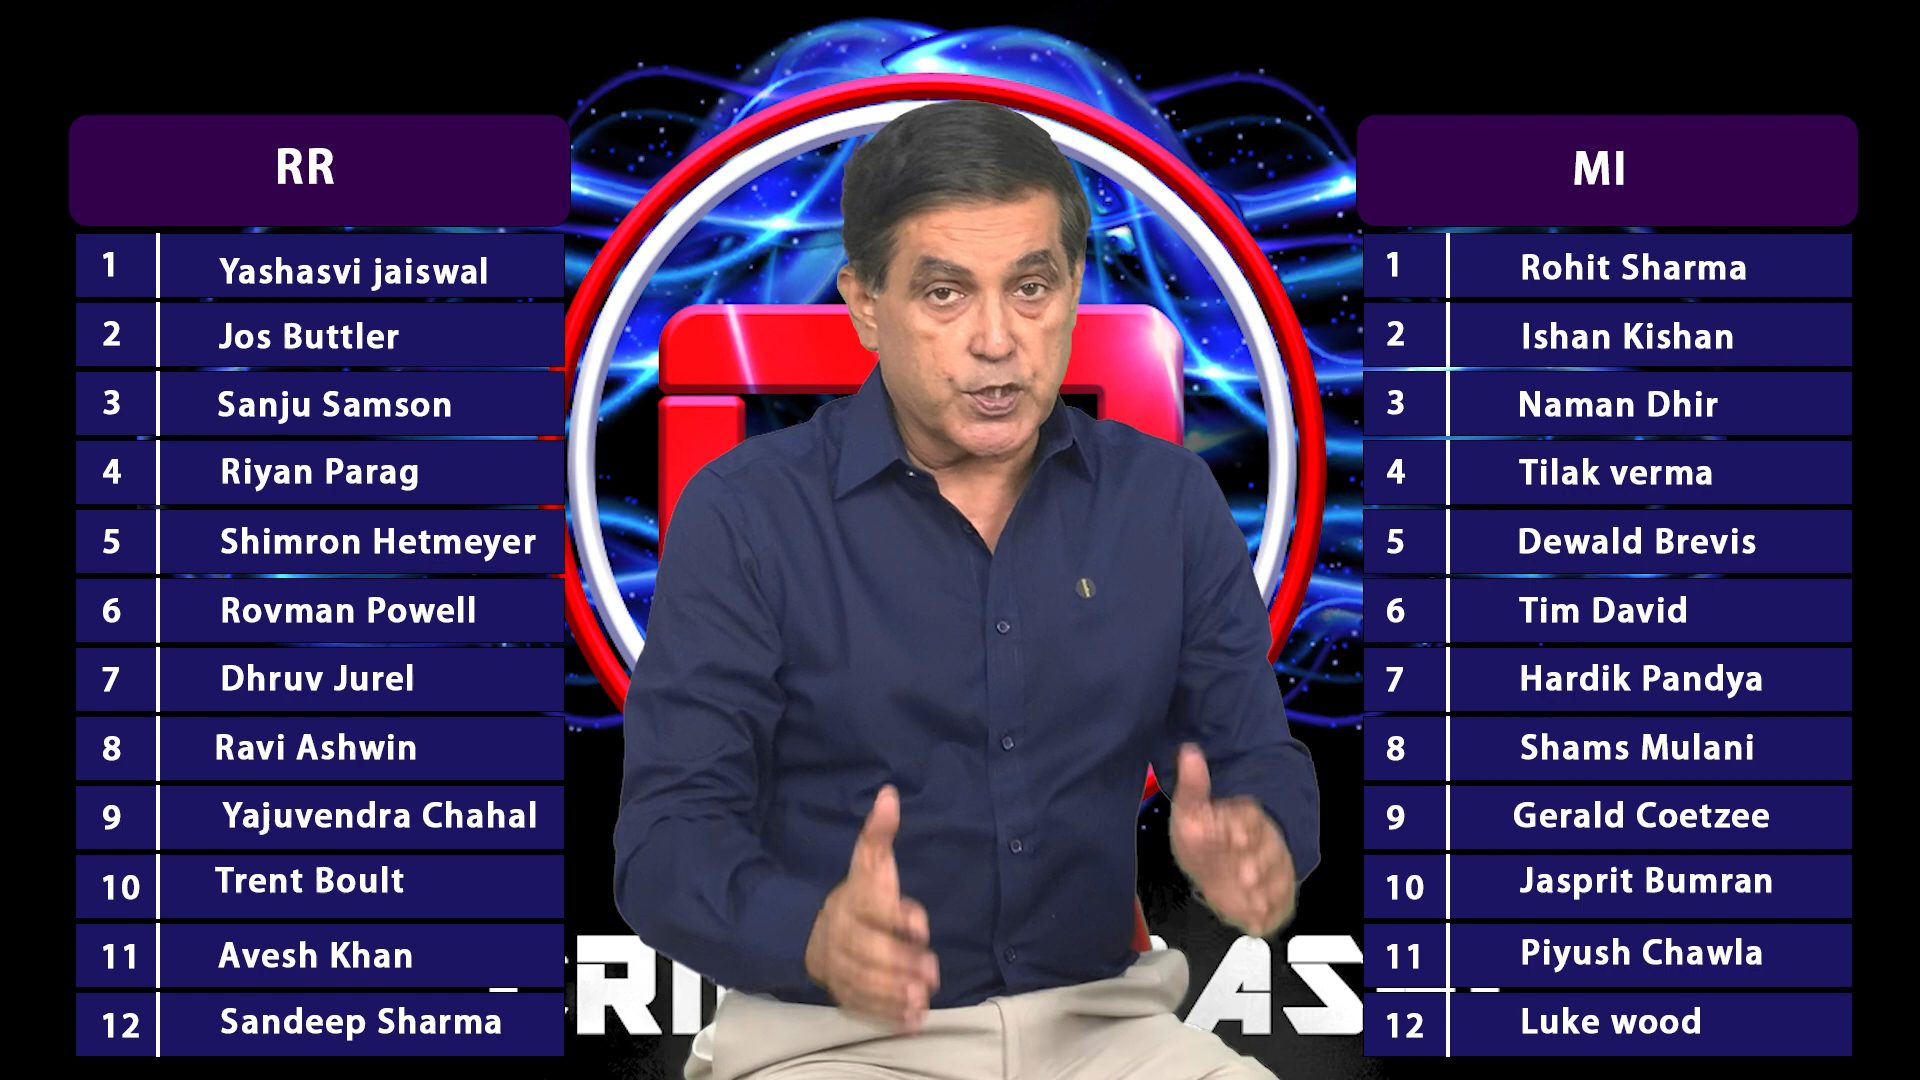 RR
1 Yashasvi jaiswal
2 Jos Buttler
3 Sanju Samson
4 Riyan Parag
5 Shimron Hetmeyer
6 Rovman Powell
7 Dhruv Jurel
8 Ravi Ashwin
9 Yajuvendra Chahal
10 Trent Boult
11 Avesh Khan
12 Sandeep Sharma
MI
1 Rohit Sharma
2 Ishan Kishan
3 Naman Dhir
4 Tilak verma
5 Dewald Brevis
6 Tim David
7 Hardik Pandya
8 Shams Mulani
9 Gerald Coetzee
10 Jasprit Bumran
11 Piyush Chawla
12 Luke wood